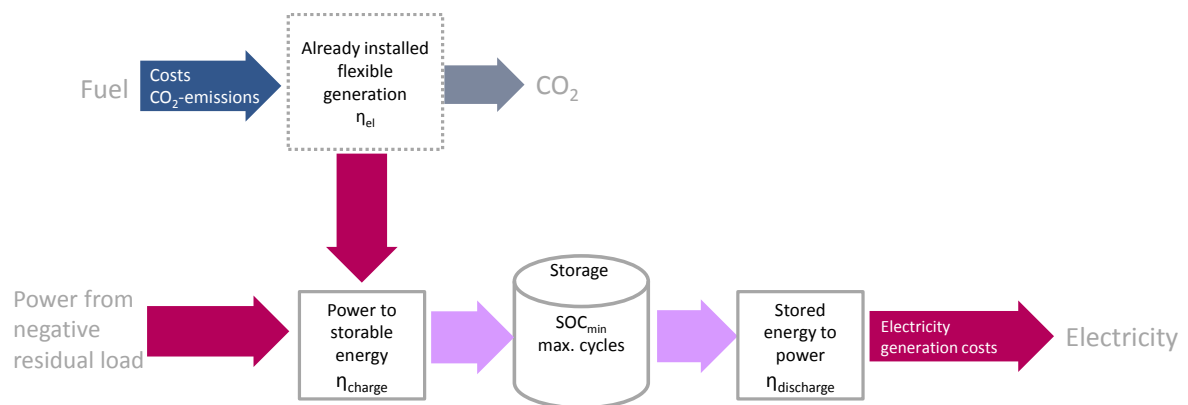 Fuel
Costs
CO₂-emissions
Already installed
flexible
generation
ηel
CO₂
Power from
negative
residual load
Power to
storable
energy
ηcharge
Storage
SOCmin
max. cycles
Stored
energy to
power
ηdischarge
Electricity
generation costs
Electricity